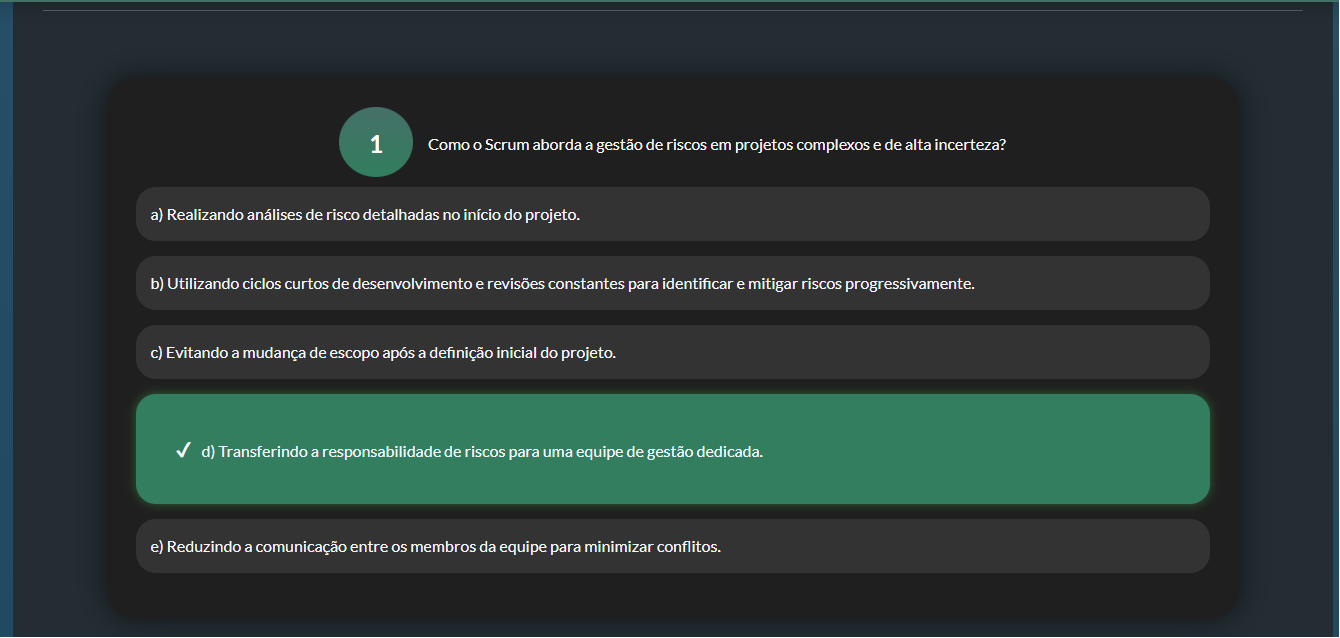 1
Como o Scrum aborda a gestão de riscos em projetos complexos e de alta incerteza?
a) Realizando análises de risco detalhadas no início do projeto.
b) Utilizando ciclos curtos de desenvolvimento e revisões constantes para identificar e mitigar riscos progressivamente.
c) Evitando a mudança de escopo após a definição inicial do projeto.
✓ d) Transferindo a responsabilidade de riscos para uma equipe de gestão dedicada.
e) Reduzindo a comunicação entre os membros da equipe para minimizar conflitos.